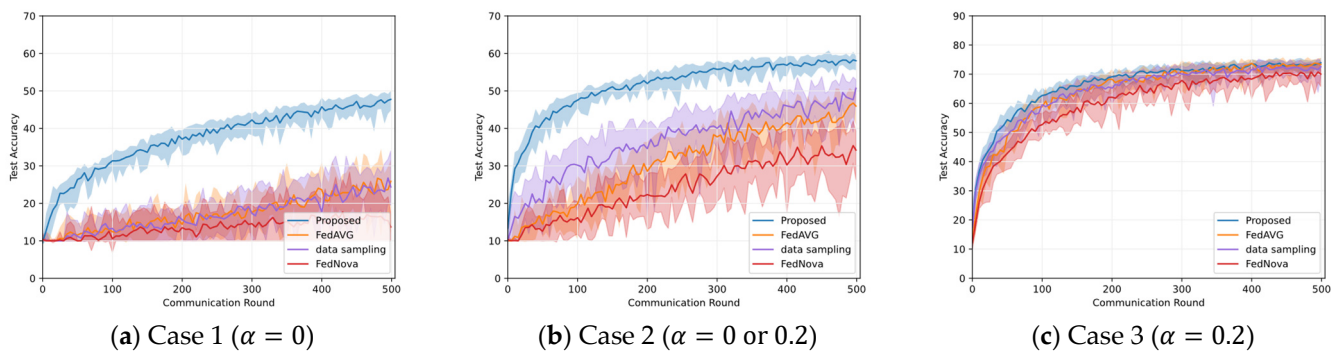 70
60
50
40
30
20
10
0
Test Accuracy
0 100 200 300 400 500
Communication Round
Proposed
FedAVG
data sampling
FedNova
(a) Case 1 (α = 0)
70
60
50
40
30
20
10
0
Test Accuracy
0 100 200 300 400 500
Communication Round
Proposed
FedAVG
data sampling
FedNova
(b) Case 2 (α = 0 or 0.2)
90
80
70
60
50
40
30
20
10
0
Test Accuracy
0 100 200 300 400 500
Communication Round
Proposed
FedAVG
data sampling
FedNova
(c) Case 3 (α = 0.2)